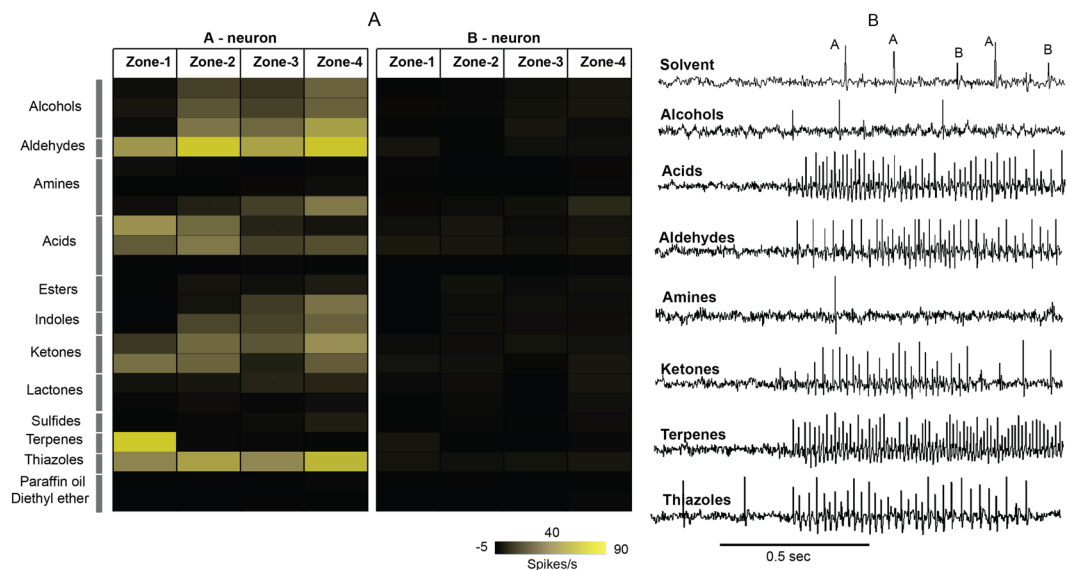 A
A - neuron
B - neuron
Zone-1 Zone-2 Zone-3 Zone-4
Zone-1 Zone-2 Zone-3 Zone-4
Alcohols
Aldehydes
Amines
Acids
Esters
Indoles
Ketones
Lactones
Sulfides
Terpenes
Thiazoles
Paraffin oil
Diethyl ether
-5 40 90
Spikes/s
B
A A B A B
Solvent
Alcohols
Acids
Aldehydes
Amines
Ketones
Terpenes
Thiazoles
0.5 sec